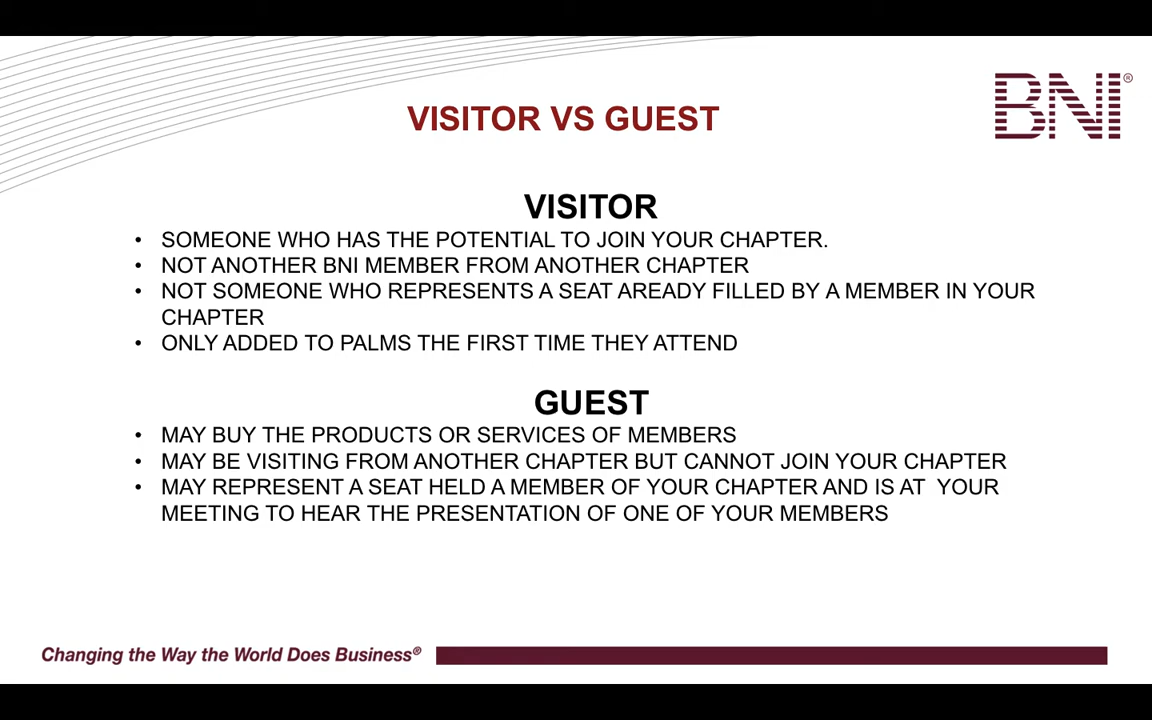 BNI®
VISITOR VS GUEST
VISITOR
• SOMEONE WHO HAS THE POTENTIAL TO JOIN YOUR CHAPTER.
• NOT ANOTHER BNI MEMBER FROM ANOTHER CHAPTER
• NOT SOMEONE WHO REPRESENTS A SEAT AREADY FILLED BY A MEMBER IN YOUR
CHAPTER
• ONLY ADDED TO PALMS THE FIRST TIME THEY ATTEND
GUEST
• MAY BUY THE PRODUCTS OR SERVICES OF MEMBERS
• MAY BE VISITING FROM ANOTHER CHAPTER BUT CANNOT JOIN YOUR CHAPTER
• MAY REPRESENT A SEAT HELD A MEMBER OF YOUR CHAPTER AND IS AT  YOUR
MEETING TO HEAR THE PRESENTATION OF ONE OF YOUR MEMBERS
Changing the Way the World Does Business®